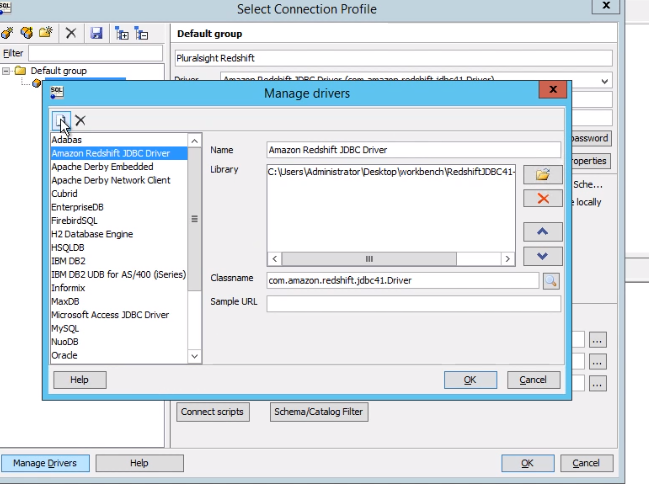 SQL
Select Connection Profile
x
Filter
Default group
Default group
Pluralsight Redshift
Driver Amazon Redshift JDBC Driver (com.amazon.redshift.jdbc41.Driver)
SQL
Manage drivers
x
Adabas
Amazon Redshift JDBC Driver
Apache Derby Embedded
Apache Derby Network Client
Cubrid
EnterpriseDB
FirebirdSQL
H2 Database Engine
HSQLDB
IBM DB2
IBM DB2 UDB for AS/400 (iSeries)
Informix
MaxDB
Microsoft Access JDBC Driver
MySQL
NuoDB
Oracle
Name Amazon Redshift JDBC Driver
Library C:\Users\Administrator\Desktop\workbench\RedshiftJDBC41-
Classname com.amazon.redshift.jdbc41.Driver
Sample URL
Help
OK
Cancel
password
operties
Sche...
e locally
...
...
...
Connect scripts
Schema/Catalog Filter
Manage Drivers
Help
OK
Cancel